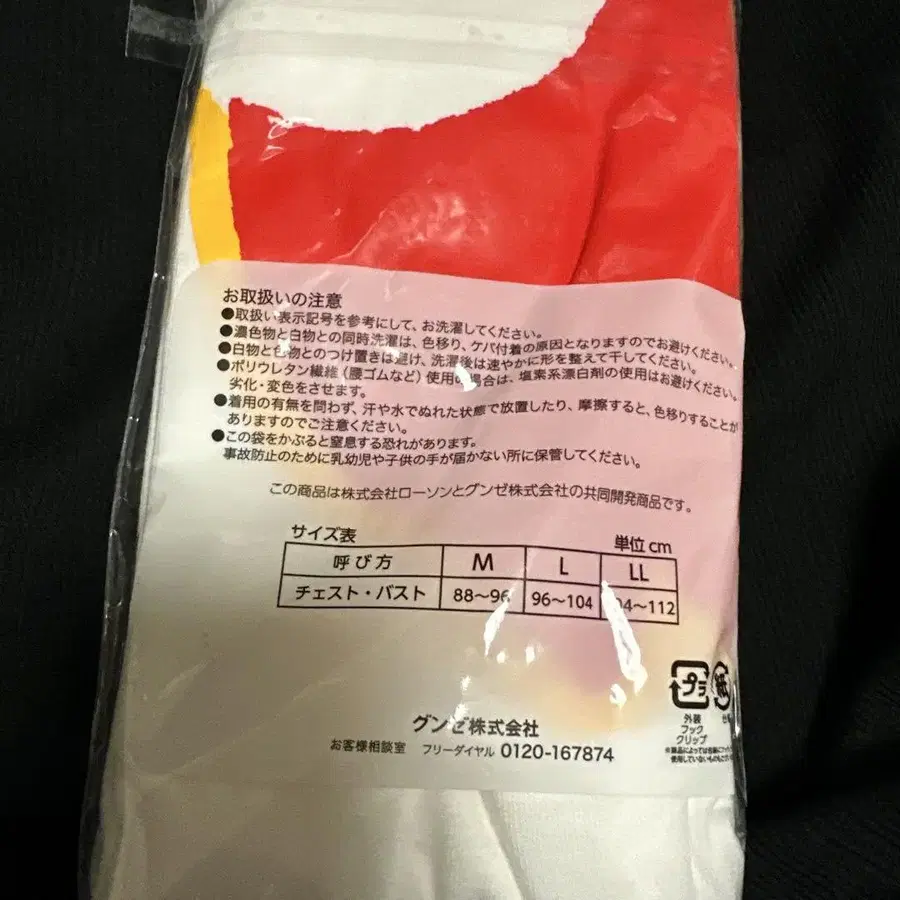 お取扱いの注意
●取扱い表示記号を参考にして、お洗濯してください。
●濃色物と白物との同時洗濯は、色移り、ケバ付着の原因となりますのでお避けください。
●白物と色物とのつけ置きは避け、洗濯後は速やかに形を整えて干してください。
●ポリウレタン繊維（腰ゴムなど）使用の場合は、塩素系漂白剤の使用はお避けください。
劣化・変色をさせます。
●着用の有無を問わず、汗や水でぬれた状態で放置したり、摩擦すると、色移りすることが
ありますのでご注意ください。
●この袋をかぶると窒息する恐れがあります。
事故防止のために乳幼児や子供の手が届かない所に保管してください。
この商品は株式会社ローソンとグンゼ株式会社の共同開発商品です。
サイズ表 単位cm
呼び方 M L LL
チェスト・バスト 88〜96 96〜104 104〜112
プラ 紙
外装
フック
クリップ
グンゼ株式会社
お客様相談室 フリーダイヤル 0120-167874